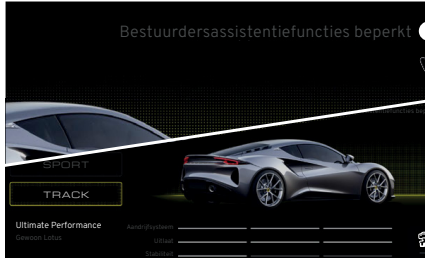 Bestuurdersassistentiefuncties beperkt
SPORT
TRACK
Ultimate Performance
Gewoon Lotus
Aandrijfsysteem
Uitlaat
Stabiliteit